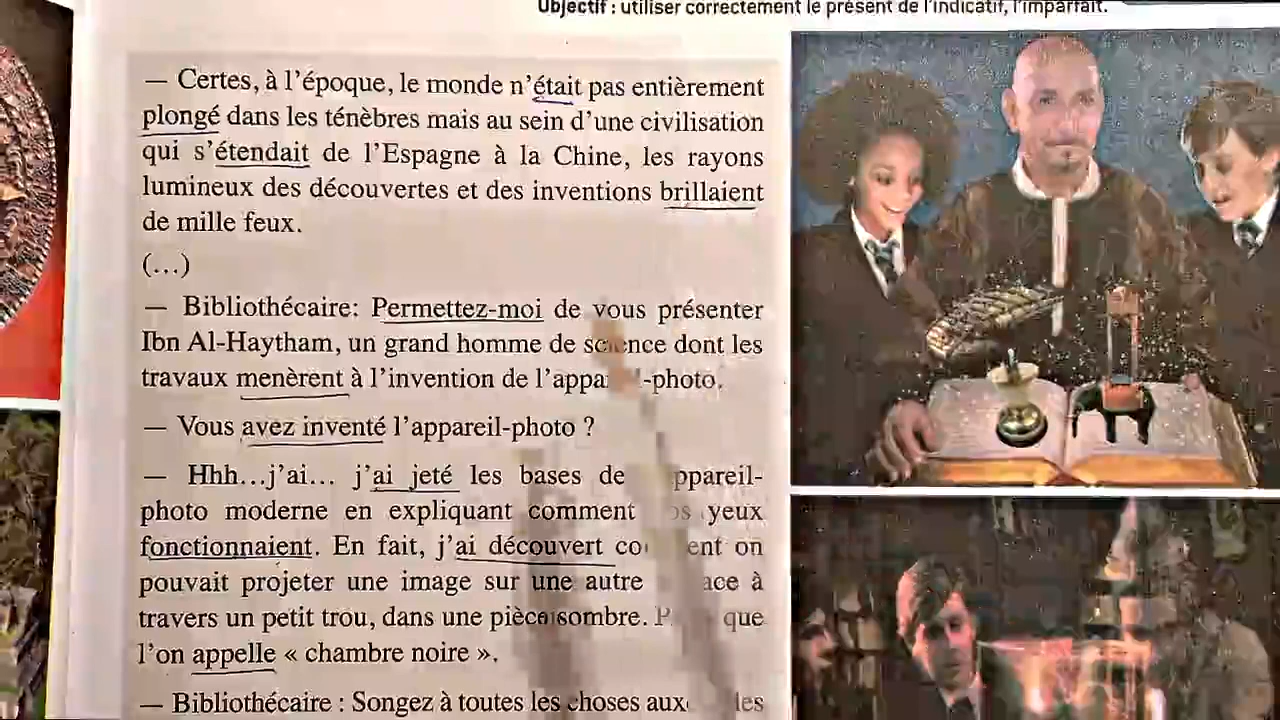 Objectif : utiliser correctement le présent de l'indicatif, l'imparfait.
— Certes, à l'époque, le monde n'était pas entièrement
plongé dans les ténèbres mais au sein d'une civilisation
qui s'étendait de l'Espagne à la Chine, les rayons
lumineux des découvertes et des inventions brillaient
de mille feux.
(…)
— Bibliothécaire: Permettez-moi de vous présenter
Ibn Al-Haytham, un grand homme de science dont les
travaux menèrent à l'invention de l'appareil-photo.
— Vous avez inventé l'appareil-photo ?
— Hhh…j'ai… j'ai jeté les bases de ppareil-
photo moderne en expliquant comment yeux
fonctionnaient. En fait, j'ai découvert comment on
pouvait projeter une image sur une autre à
travers un petit trou, dans une pièce sombre. que
l'on appelle « chambre noire ».
— Bibliothécaire : Songez à toutes les choses les